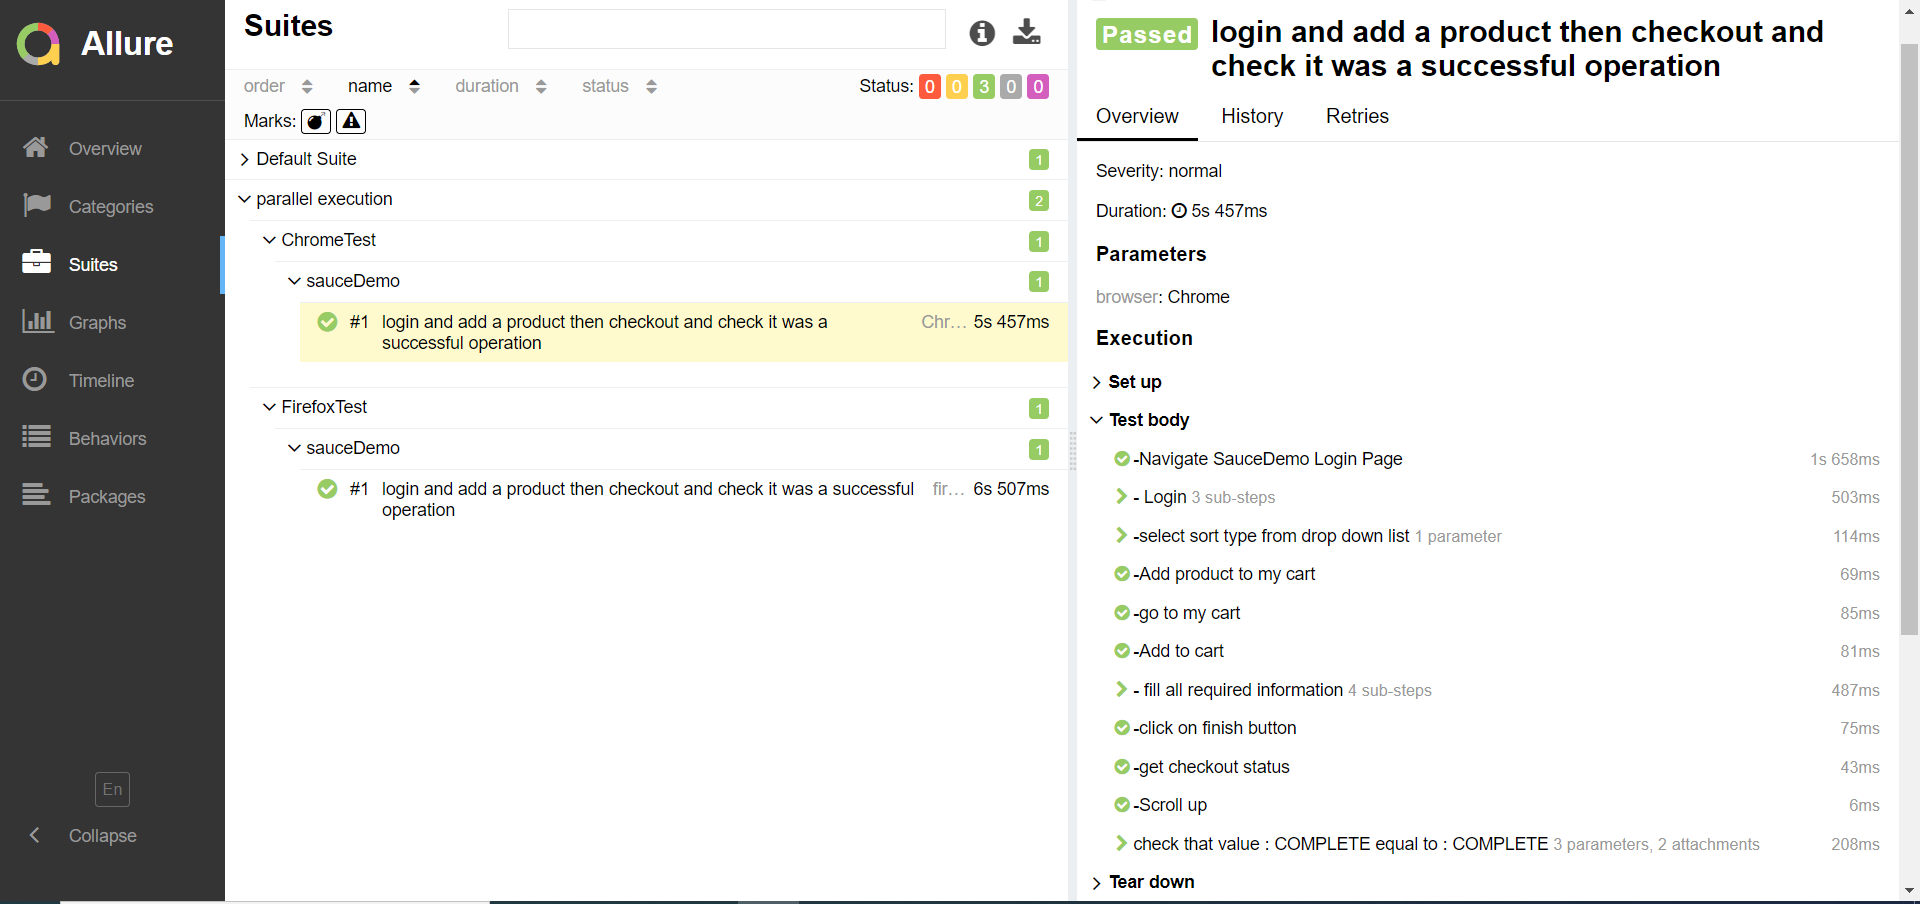 Allure
Overview
Categories
Suites
Graphs
Timeline
Behaviors
Packages
En
Collapse
Suites
order name duration status Status: 0 0 3 0 0
Marks:
Default Suite 1
parallel execution 2
ChromeTest 1
sauceDemo 1
#1 login and add a product then checkout and check it was a Chr... 5s 457ms
successful operation
FirefoxTest 1
sauceDemo 1
#1 login and add a product then checkout and check it was a successful fir... 6s 507ms
operation
Passed login and add a product then checkout and
check it was a successful operation
Overview History Retries
Severity: normal
Duration: 5s 457ms
Parameters
browser: Chrome
Execution
Set up
Test body
-Navigate SauceDemo Login Page 1s 658ms
- Login 3 sub-steps 503ms
-select sort type from drop down list 1 parameter 114ms
-Add product to my cart 69ms
-go to my cart 85ms
-Add to cart 81ms
- fill all required information 4 sub-steps 487ms
-click on finish button 75ms
-get checkout status 43ms
-Scroll up 6ms
check that value : COMPLETE equal to : COMPLETE 3 parameters, 2 attachments 208ms
Tear down